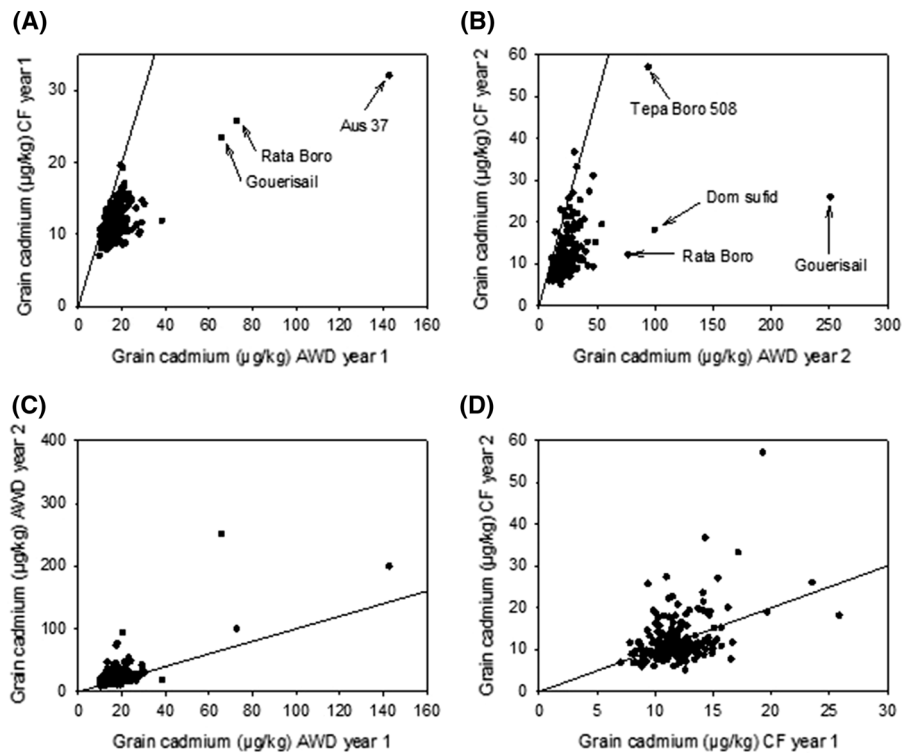 (A)
Grain cadmium (µg/kg) CF year 1
30
20
10
0
Aus 37
Rata Boro
Gouerisail
0 20 40 60 80 100 120 140 160
Grain cadmium (µg/kg) AWD year 1
(B)
Grain cadmium (µg/kg) CF year 2
60
50
40
30
20
10
0
Tepa Boro 508
Dom sufid
Rata Boro
Gouerisail
0 50 100 150 200 250 300
Grain cadmium (µg/kg) AWD year 2
(C)
Grain cadmium (µg/kg) AWD year 2
400
300
200
100
0
0 20 40 60 80 100 120 140 160
Grain cadmium (µg/kg) AWD year 1
(D)
Grain cadmium (µg/kg) CF year 2
60
50
40
30
20
10
0
0 5 10 15 20 25 30
Grain cadmium (µg/kg) CF year 1